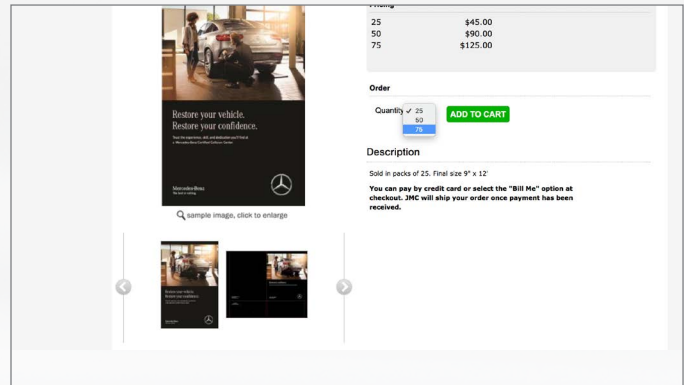 Pricing
25 $45.00
50 $90.00
75 $125.00
Order
Quantity ✓ 25
50
75
ADD TO CART
Description
Sold in packs of 25. Final size 9" x 12'
You can pay by credit card or select the "Bill Me" option at
checkout. JMC will ship your order once payment has been
received.
Restore your vehicle.
Restore your confidence.
Mercedes-Benz
sample image, click to enlarge
Restore your vehicle.
Restore your confidence.